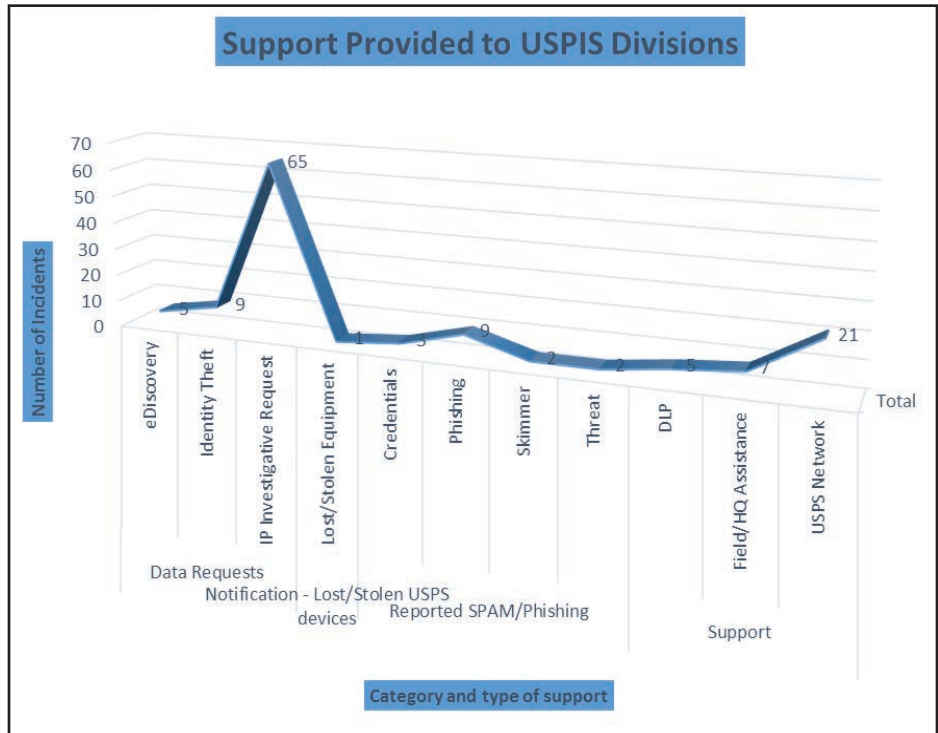 Support Provided to USPIS Divisions
Number of Incidents
70
60
50
40
30
20
10
0
5
9
65
1
3
9
2
2
5
7
21
Total
eDiscovery
Identity Theft
IP Investigative Request
Lost/Stolen Equipment
Credentials
Phishing
Skimmer
Threat
DLP
Field/HQ Assistance
USPS Network
Data Requests
Notification - Lost/Stolen USPS
devices
Reported SPAM/Phishing
Support
Category and type of support